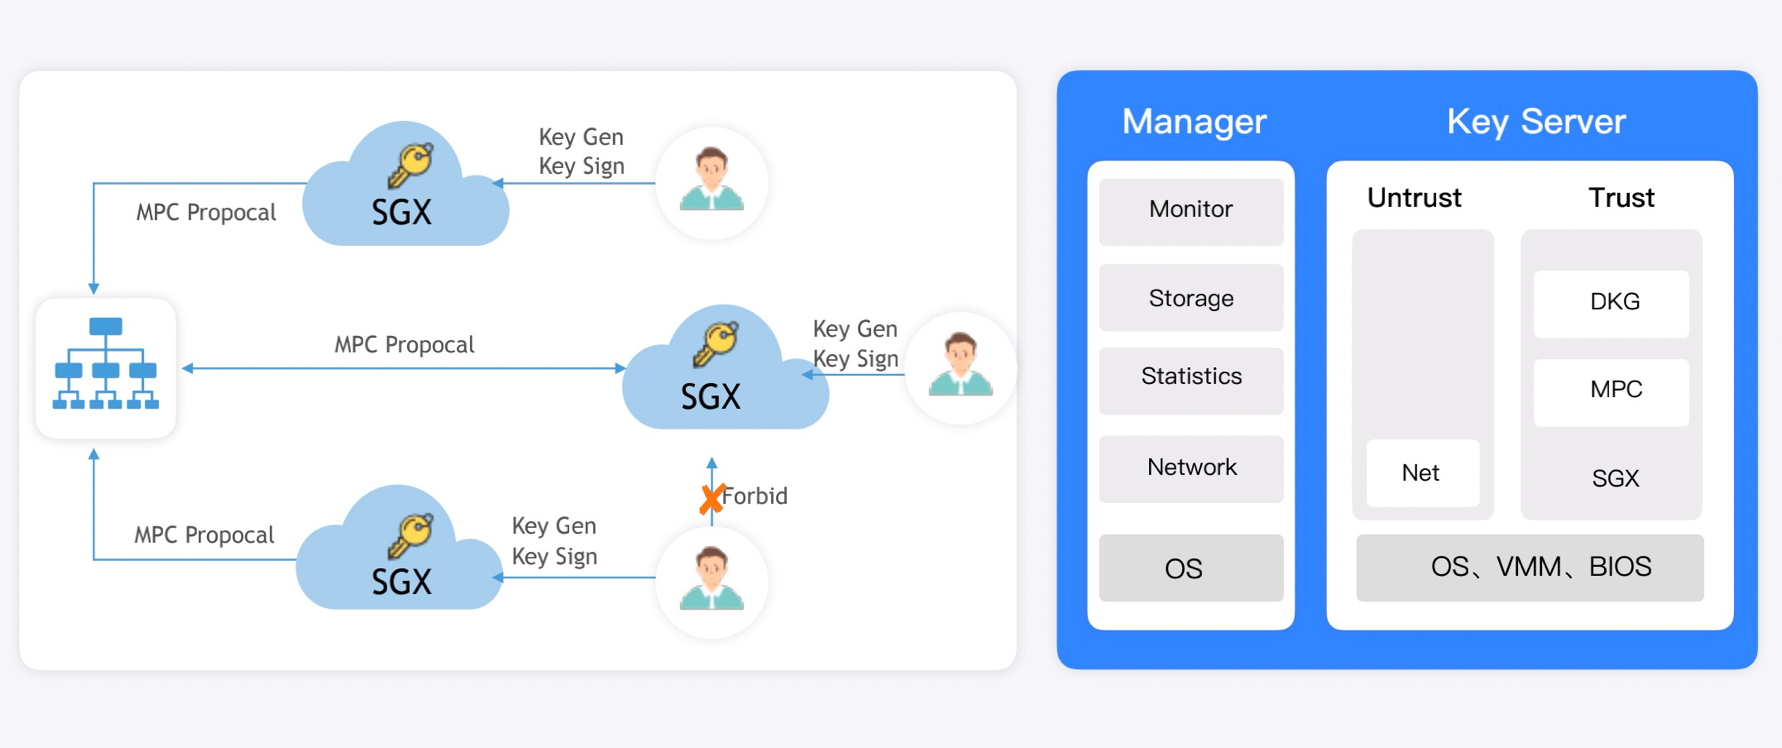 Key Gen
Key Sign
SGX
MPC Propocal
MPC Propocal
Key Gen
Key Sign
SGX
Forbid
MPC Propocal
Key Gen
Key Sign
SGX
Manager
Monitor
Storage
Statistics
Network
OS
Key Server
Untrust
Net
Trust
DKG
MPC
SGX
OS、VMM、BIOS